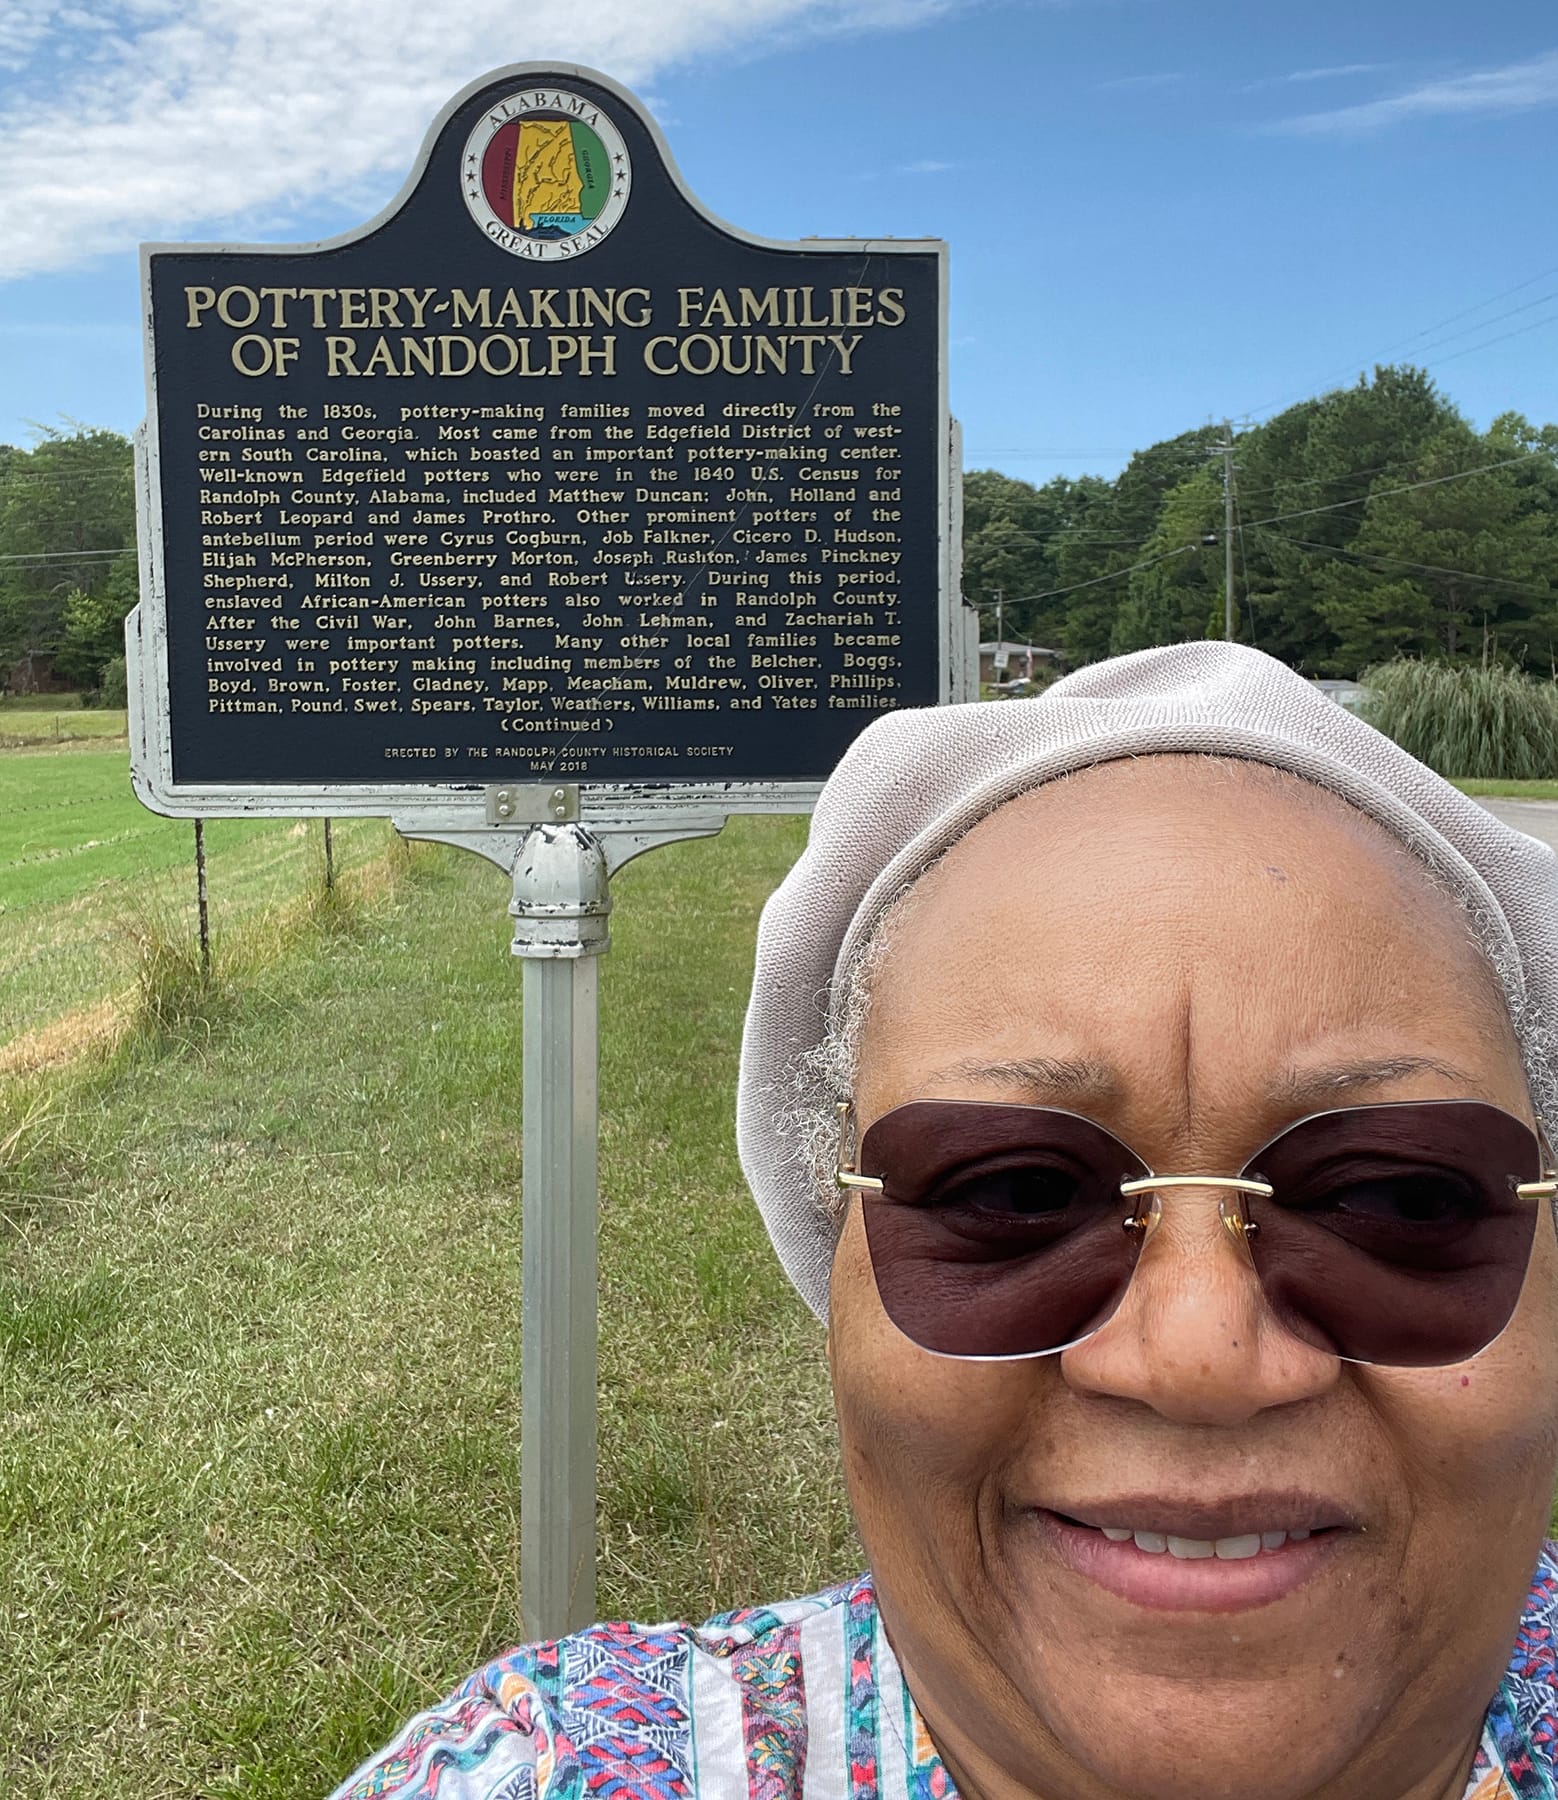 ALABAMA
MISSISSIPPI
GEORGIA
FLORIDA
GREAT SEAL
POTTERY-MAKING FAMILIES
OF RANDOLPH COUNTY
During the 1830s, pottery-making families moved directly from the
Carolinas and Georgia. Most came from the Edgefield District of west-
ern South Carolina, which boasted an important pottery-making center.
Well-known Edgefield potters who were in the 1840 U.S. Census for
Randolph County, Alabama, included Matthew Duncan; John, Holland and
Robert Leopard and James Prothro. Other prominent potters of the
antebellum period were Cyrus Cogburn, Job Falkner, Cicero D. Hudson,
Elijah McPherson, Greenberry Morton, Joseph Rushton, James Pinckney
Shepherd, Milton J. Ussery, and Robert Ussery. During this period,
enslaved African-American potters also worked in Randolph County.
After the Civil War, John Barnes, John Lehman, and Zachariah T.
Ussery were important potters. Many other local families became
involved in pottery making including members of the Belcher, Boggs,
Boyd, Brown, Foster, Gladney, Mapp, Meacham, Muldrew, Oliver, Phillips,
Pittman, Pound, Swet, Spears, Taylor, Weathers, Williams, and Yates families.
(Continued)
ERECTED BY THE RANDOLPH COUNTY HISTORICAL SOCIETY
MAY 2018